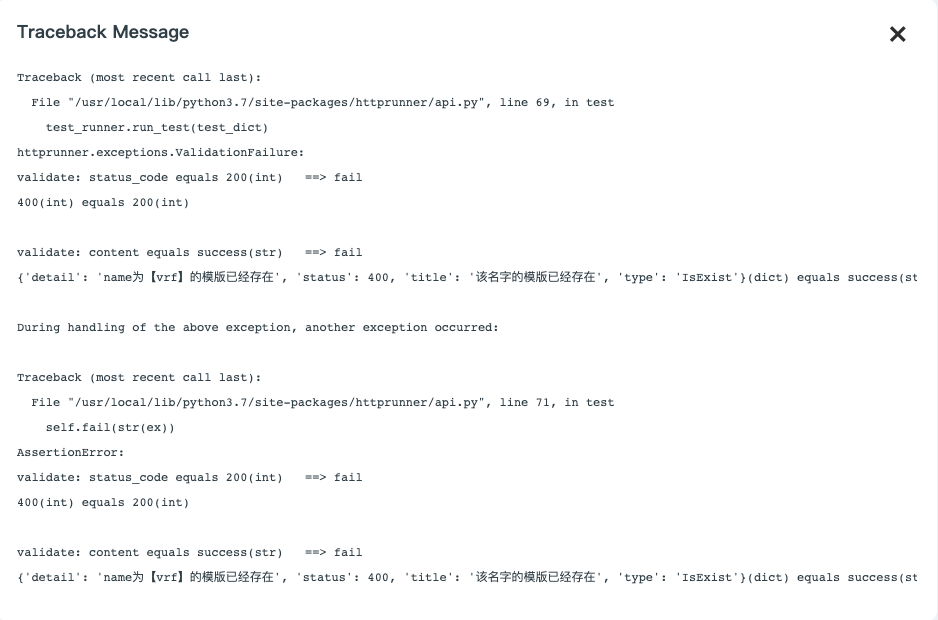 Traceback Message
Traceback (most recent call last):
File "/usr/local/lib/python3.7/site-packages/httprunner/api.py", line 69, in test
test_runner.run_test(test_dict)
httprunner.exceptions.ValidationFailure:
validate: status_code equals 200(int)   ==> fail
400(int) equals 200(int)
validate: content equals success(str)   ==> fail
{'detail': 'name为【vrf】的模版已经存在', 'status': 400, 'title': '该名字的模版已经存在', 'type': 'IsExist'}(dict) equals success(st
During handling of the above exception, another exception occurred:
Traceback (most recent call last):
File "/usr/local/lib/python3.7/site-packages/httprunner/api.py", line 71, in test
self.fail(str(ex))
AssertionError:
validate: status_code equals 200(int)   ==> fail
400(int) equals 200(int)
validate: content equals success(str)   ==> fail
{'detail': 'name为【vrf】的模版已经存在', 'status': 400, 'title': '该名字的模版已经存在', 'type': 'IsExist'}(dict) equals success(st